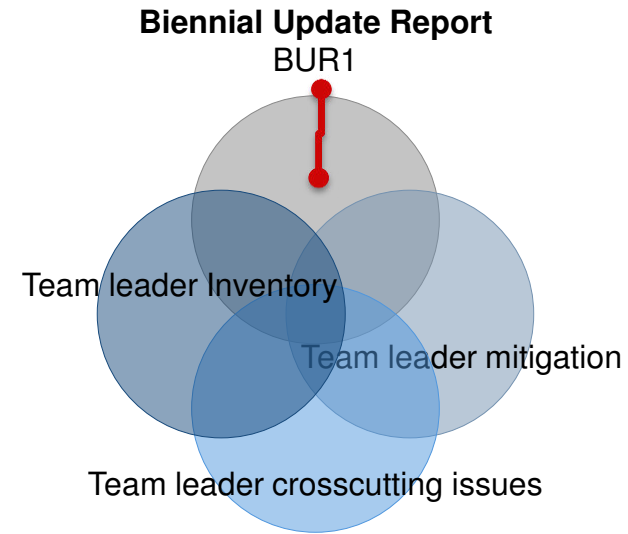 Biennial Update Report
BUR1
Team leader Inventory
Team leader mitigation
Team leader crosscutting issues